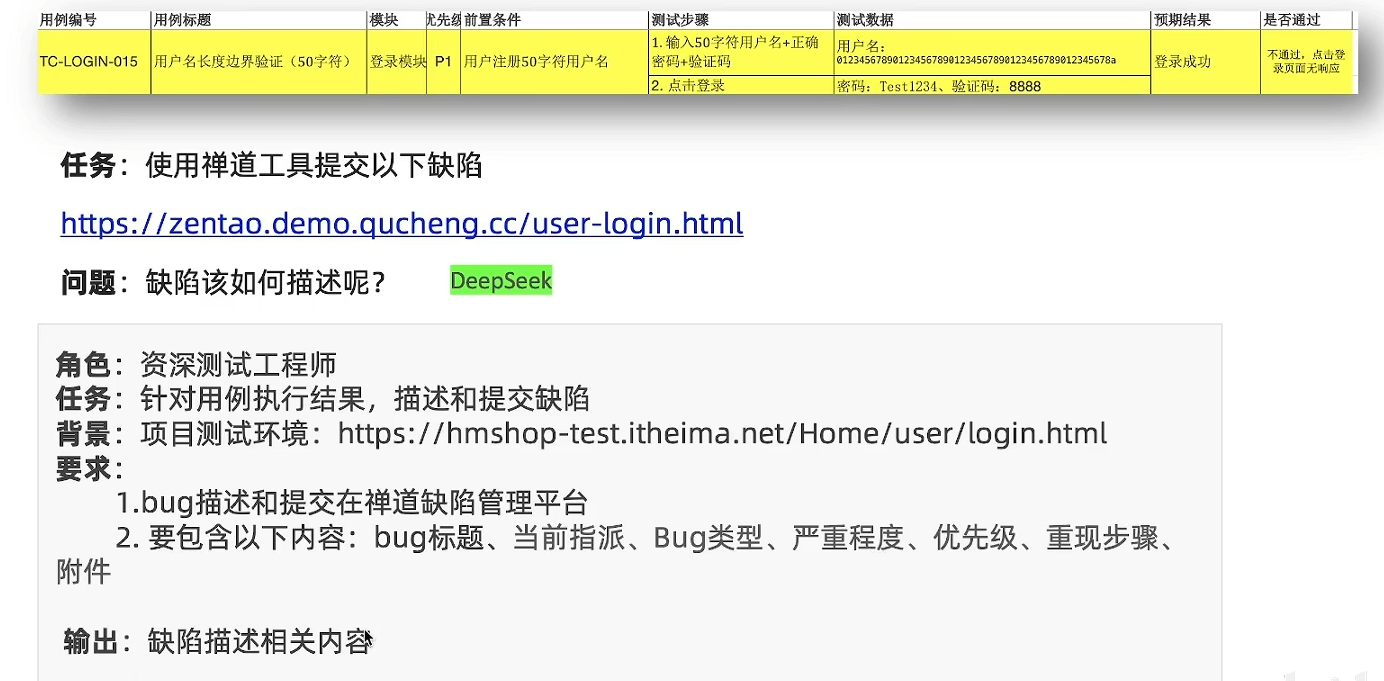 用例编号 用例标题 模块 优先级 前置条件 测试步骤 测试数据 预期结果 是否通过
TC-LOGIN-015 用户名长度边界验证（50字符） 登录模块 P1 用户注册50字符用户名
1. 输入50字符用户名+正确
密码+验证码
2. 点击登录
用户名：
01234567890123456789012345678901234567890123456 78a
密码：Test1234、验证码：8888
登录成功
不通过，点击登
录页面无响应
任务：使用禅道工具提交以下缺陷
https://zentao.demo.qucheng.cc/user-login.html
问题：缺陷该如何描述呢？ DeepSeek
角色：资深测试工程师
任务：针对用例执行结果，描述和提交缺陷
背景：项目测试环境：https://hmshop-test.itheima.net/Home/user/login.html
要求：
1.bug描述和提交在禅道缺陷管理平台
2. 要包含以下内容：bug标题、当前指派、Bug类型、严重程度、优先级、重现步骤、
附件
输出：缺陷描述相关内容